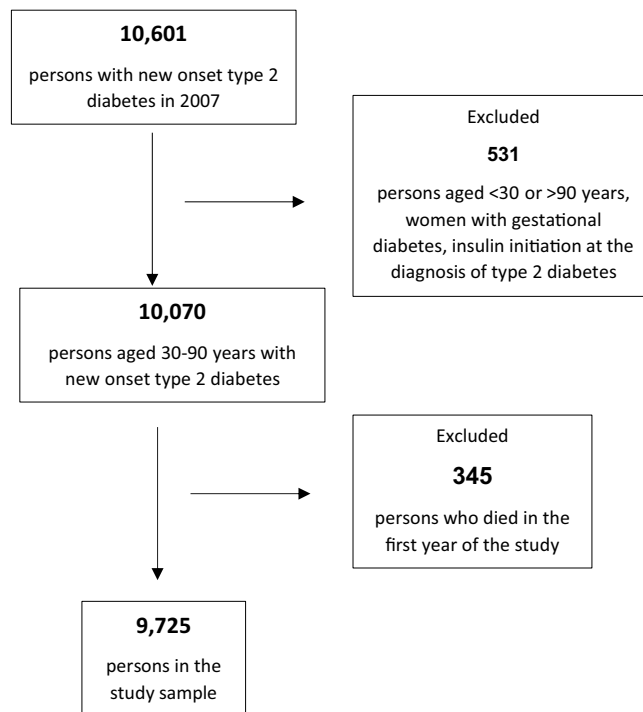 10,601
persons with new onset type 2
diabetes in 2007
Excluded
531
persons aged <30 or >90 years,
women with gestational
diabetes, insulin initiation at the
diagnosis of type 2 diabetes
10,070
persons aged 30-90 years with
new onset type 2 diabetes
Excluded
345
persons who died in the
first year of the study
9,725
persons in the
study sample